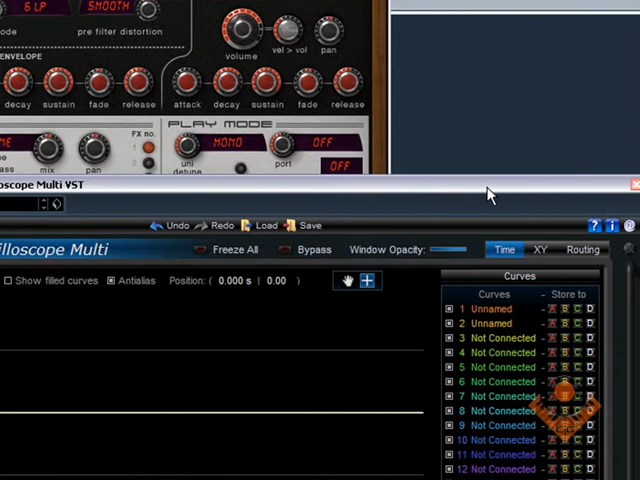 6 LP
SMOOTH
ode
pre filter distortion
volume
vel > vol
pan
ENVELOPE
decay
sustain
fade
release
attack
decay
sustain
fade
release
PLAY MODE
FX no.
1
2
NE
MONO
OFF
mix
pan
uni
detune
port
OFF
ass
lloscope Multi VST
Undo
Redo
Load
Save
illoscope Multi
Freeze All
Bypass
Window Opacity:
Time
XY
Routing
Show filled curves
Antialias
Position: ( 0.000 s | 0.00 )
Curves
Curves - Store to
1 Unnamed - A B C D
2 Unnamed - A B C D
3 Not Connected - A B C D
4 Not Connected - A B C D
5 Not Connected - A B C D
6 Not Connected - A B C D
7 Not Connected - A B C D
8 Not Connected - A B C D
9 Not Connected - A B C D
10 Not Connected - A B C D
11 Not Connected - A B C D
12 Not Connected - A B C D